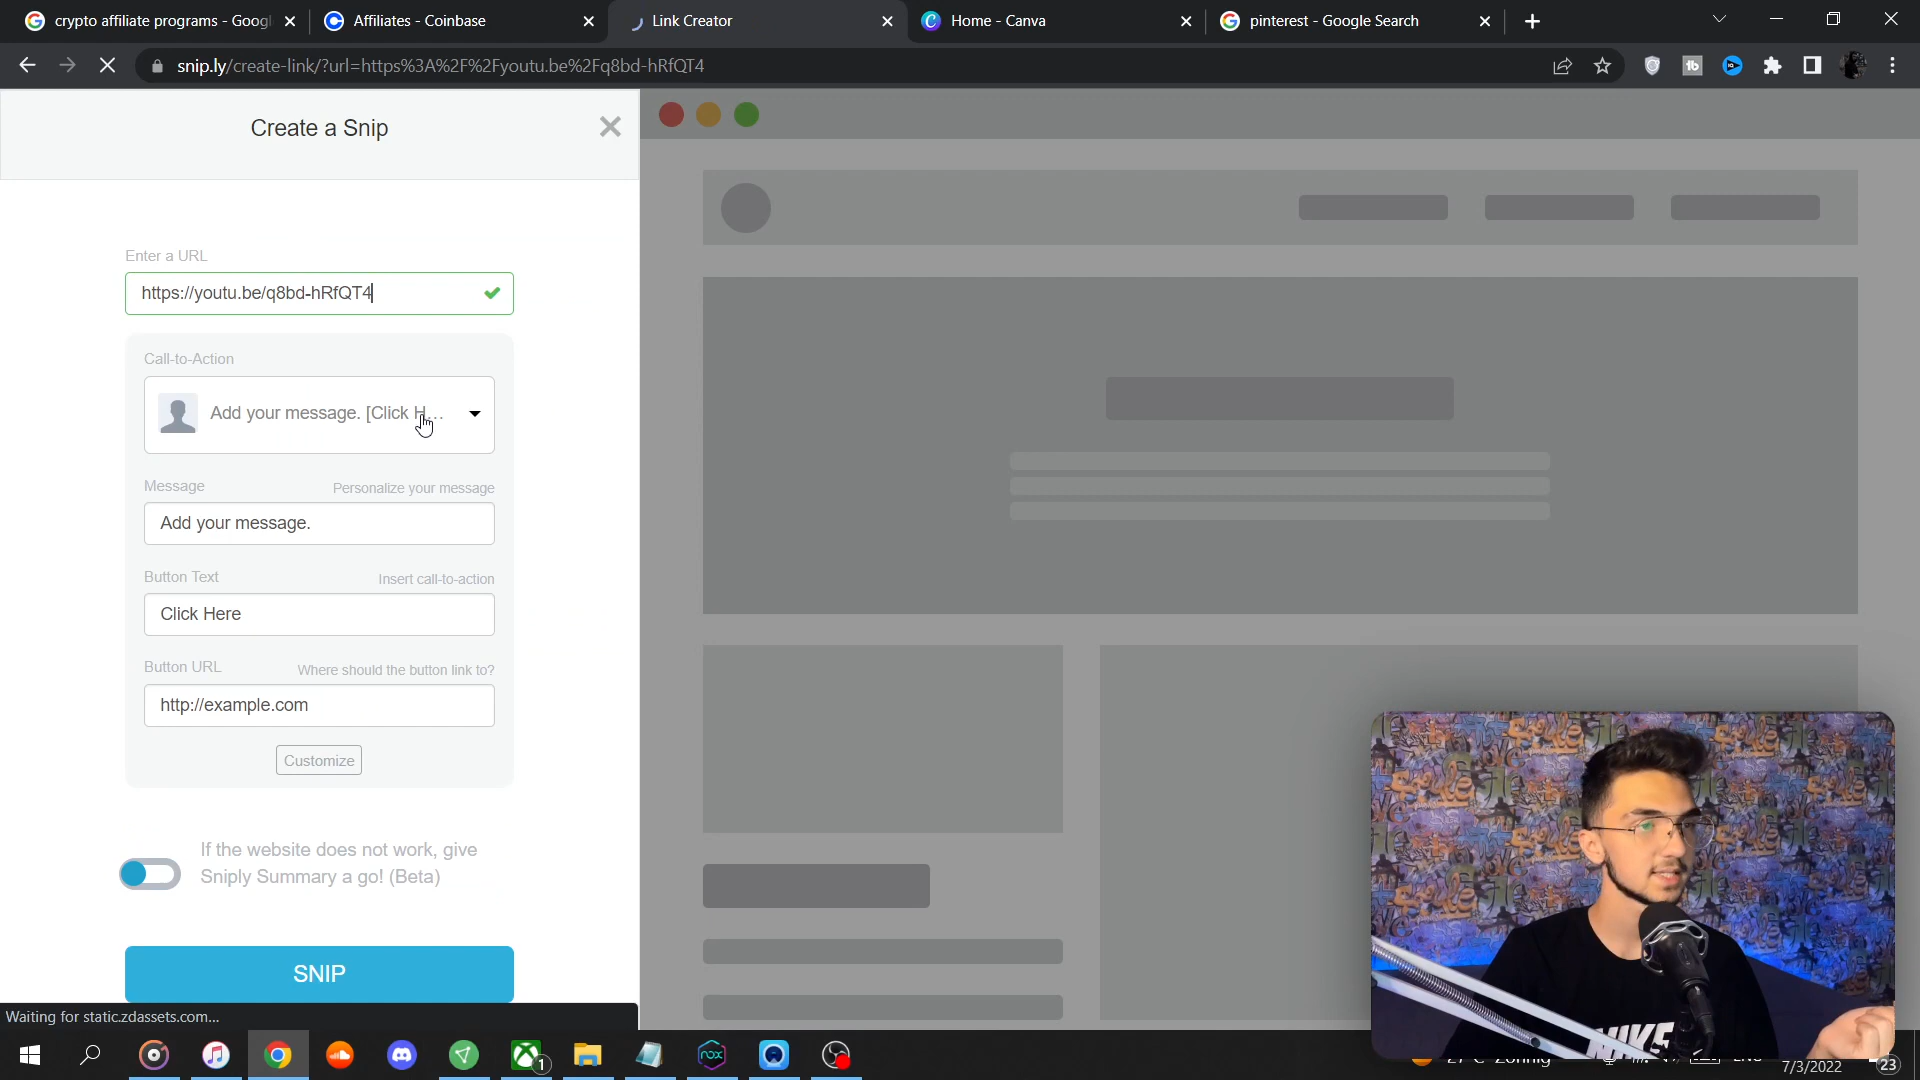 crypto affiliate programs - Googl
Affiliates - Coinbase
Link Creator
Home - Canva
pinterest - Google Search
snip.ly/create-link/?url=https%3A%2F%2Fyoutu.be%2Fq8bd-hRfQT4
Create a Snip
Enter a URL
https://youtu.be/q8bd-hRfQT4
Call-to-Action
Add your message. [Click H...
Message
Personalize your message
Add your message.
Button Text
Insert call-to-action
Click Here
Button URL
Where should the button link to?
http://example.com
Customize
If the website does not work, give
Sniply Summary a go! (Beta)
SNIP
Waiting for static.zdassets.com...
NIKE
nox
1
7/3/2022
23